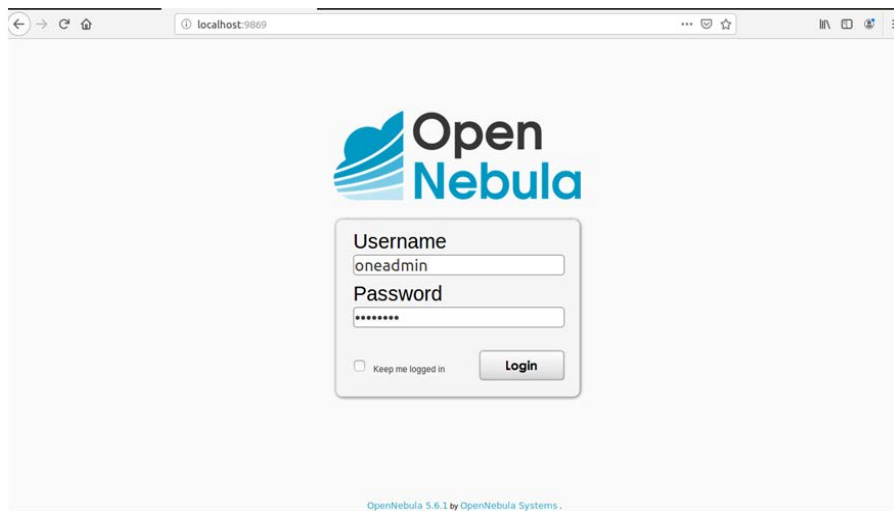 localhost:9869
Open
Nebula
Username
oneadmin
Password
••••••••
Keep me logged in
Login
OpenNebula 5.6.1 by OpenNebula Systems .